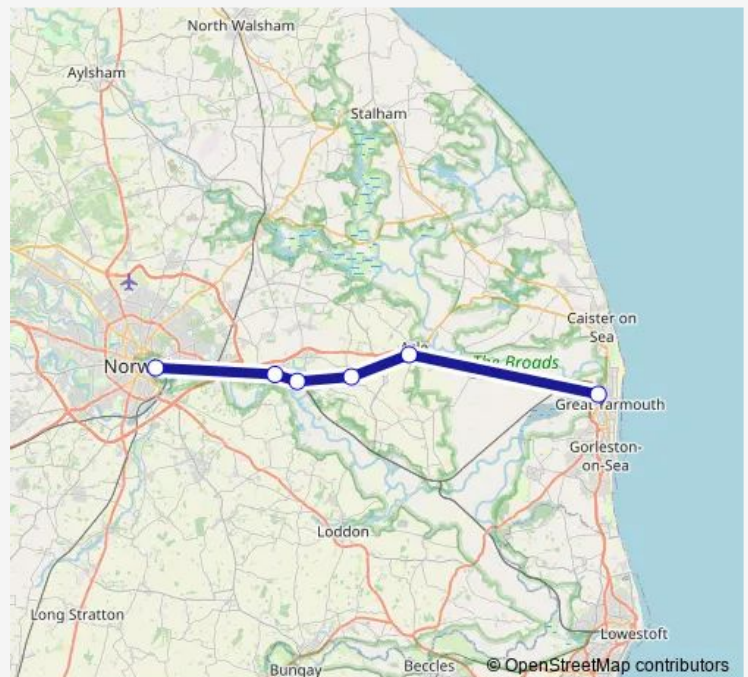 North Walsham
Aylsham
Stalham
Caister on
Sea
The Broads
Great Yarmouth
Gorleston-
on-Sea
Loddon
Long Stratton
Lowestoft
Bungay
Beccles
© OpenStreetMap contributors